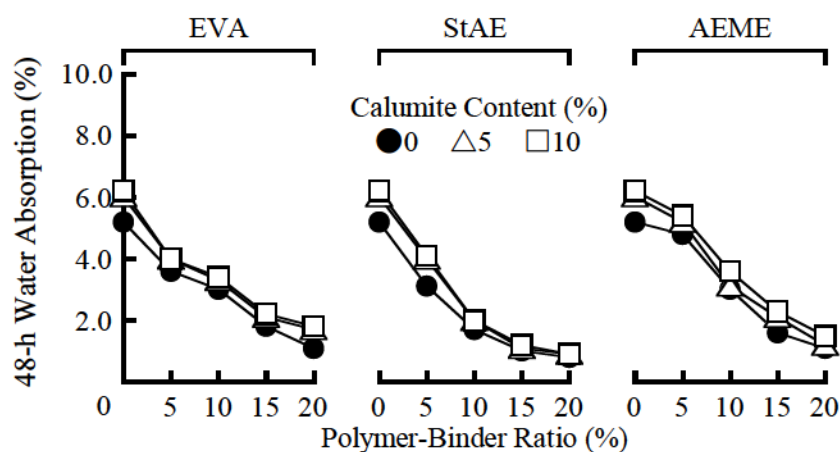 EVA StAE AEME
48-h Water Absorption (%)
10.0
8.0
6.0
4.0
2.0
0
Calumite Content (%)
0 5 10
5 10 15 20 0 5 10 15 20 0 5 10 15 20
Polymer-Binder Ratio (%)